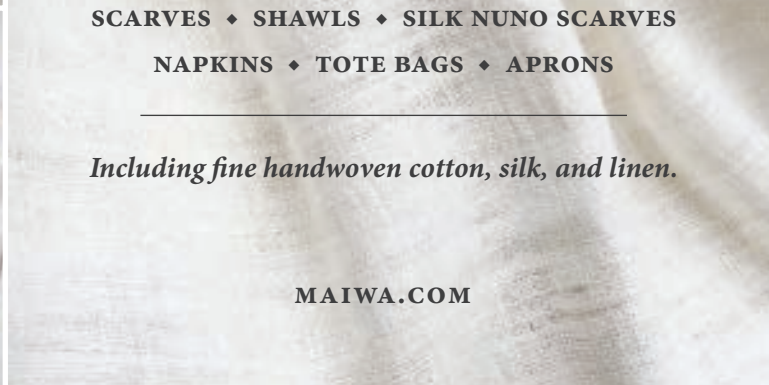 SCARVES ◆ SHAWLS ◆ SILK NUNO SCARVES
NAPKINS ◆ TOTE BAGS ◆ APRONS
Including fine handwoven cotton, silk, and linen.
MAIWA.COM